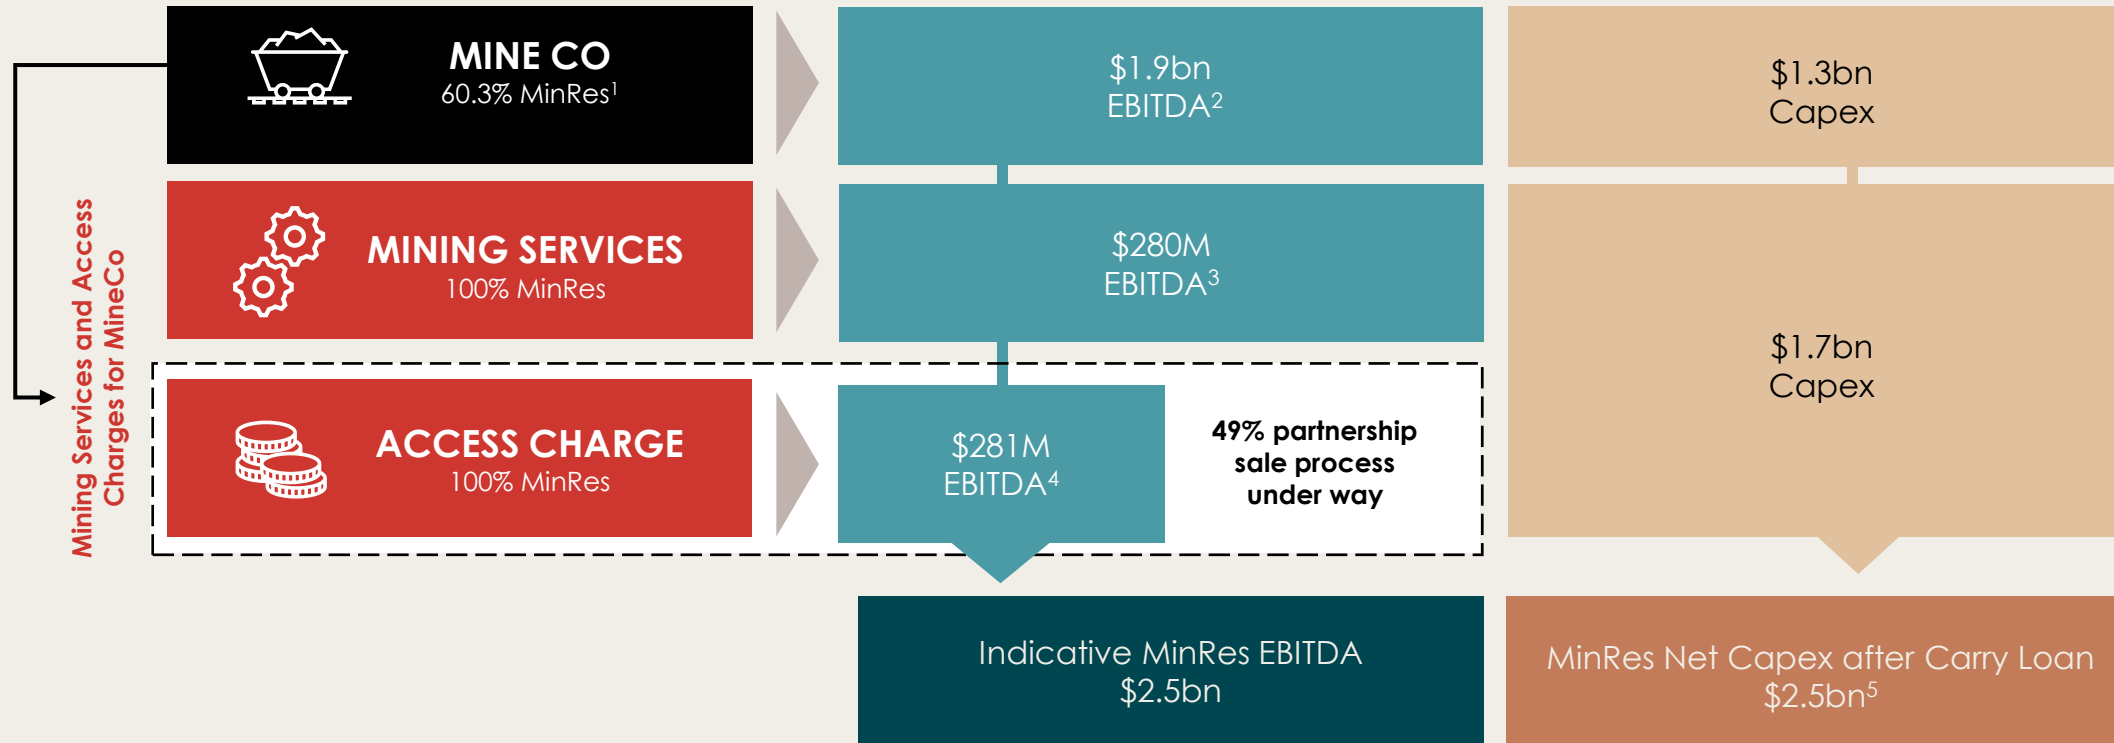 MINE CO
60.3% MinRes¹
$1.9bn
EBITDA²
$1.3bn
Capex
Mining Services and Access
Charges for MineCo
MINING SERVICES
100% MinRes
$280M
EBITDA³
$1.7bn
Capex
ACCESS CHARGE
100% MinRes
$281M
EBITDA⁴
49% partnership
sale process
under way
Indicative MinRes EBITDA
$2.5bn
MinRes Net Capex after Carry Loan
$2.5bn⁵